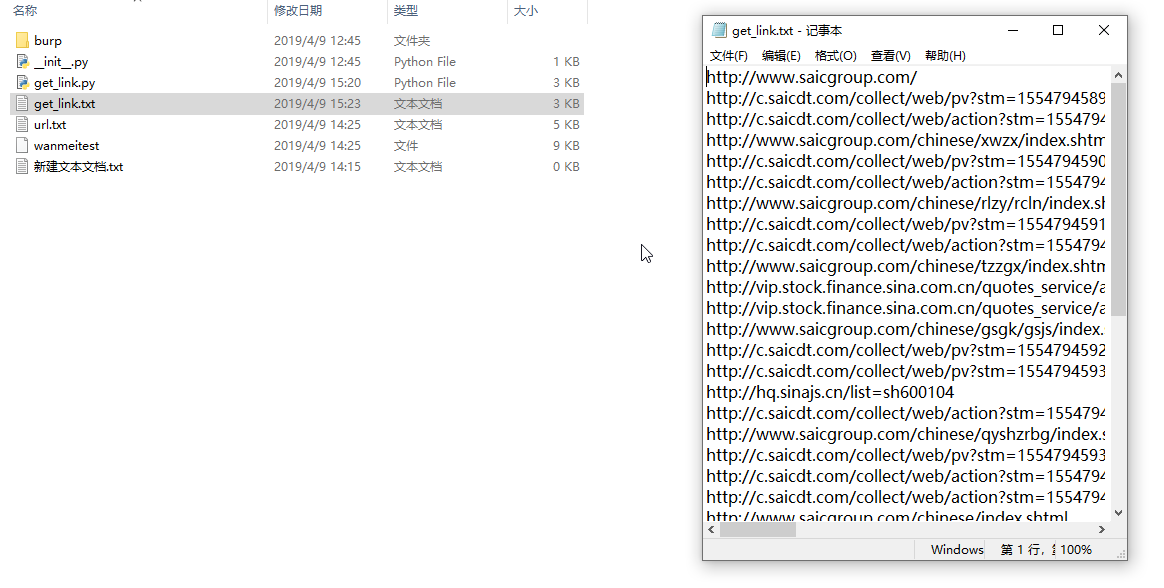 名称 修改日期 类型 大小
burp 2019/4/9 12:45 文件夹
__init__.py 2019/4/9 12:45 Python File 1 KB
get_link.py 2019/4/9 15:20 Python File 3 KB
get_link.txt 2019/4/9 15:23 文本文档 3 KB
url.txt 2019/4/9 14:25 文本文档 5 KB
wanmeitest 2019/4/9 14:25 文件 9 KB
新建文本文档.txt 2019/4/9 14:15 文本文档 0 KB
get_link.txt - 记事本
文件(F) 编辑(E) 格式(O) 查看(V) 帮助(H)
http://www.saicgroup.com/
http://c.saicdt.com/collect/web/pv?stm=1554794589
http://c.saicdt.com/collect/web/action?stm=1554794
http://www.saicgroup.com/chinese/xwzx/index.shtm
http://c.saicdt.com/collect/web/pv?stm=1554794590
http://c.saicdt.com/collect/web/action?stm=1554794
http://www.saicgroup.com/chinese/rlzy/rcln/index.sh
http://c.saicdt.com/collect/web/pv?stm=1554794591
http://c.saicdt.com/collect/web/action?stm=1554794
http://www.saicgroup.com/chinese/tzzgx/index.shtm
http://vip.stock.finance.sina.com.cn/quotes_service/a
http://vip.stock.finance.sina.com.cn/quotes_service/a
http://www.saicgroup.com/chinese/gsgk/gsjs/index.
http://c.saicdt.com/collect/web/pv?stm=1554794592
http://c.saicdt.com/collect/web/pv?stm=1554794593
http://hq.sinajs.cn/list=sh600104
http://c.saicdt.com/collect/web/action?stm=1554794
http://www.saicgroup.com/chinese/qyshzrbg/index.s
http://c.saicdt.com/collect/web/pv?stm=1554794593
http://c.saicdt.com/collect/web/action?stm=1554794
http://c.saicdt.com/collect/web/action?stm=1554794
http://www.saicgroup.com/chinese/index.shtml
Windows 第 1 行, 100%